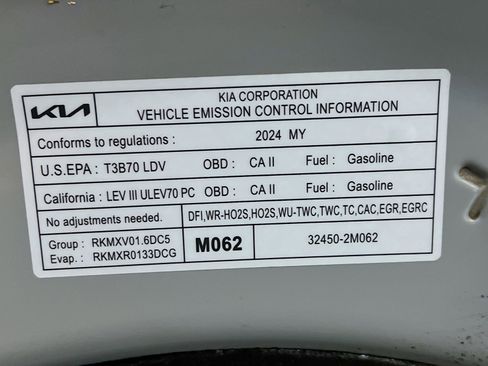 KIA
KIA CORPORATION
VEHICLE EMISSION CONTROL INFORMATION
Conforms to regulations : 2024 MY
U.S.EPA : T3B70 LDV OBD : CA II Fuel : Gasoline
California : LEV III ULEV70 PC OBD : CA II Fuel : Gasoline
No adjustments needed. DFI,WR-HO2S,HO2S,WU-TWC,TWC,TC,CAC,EGR,EGRC
Group : RKMXV01.6DC5
Evap. : RKMXR0133DCG
M062
32450-2M062